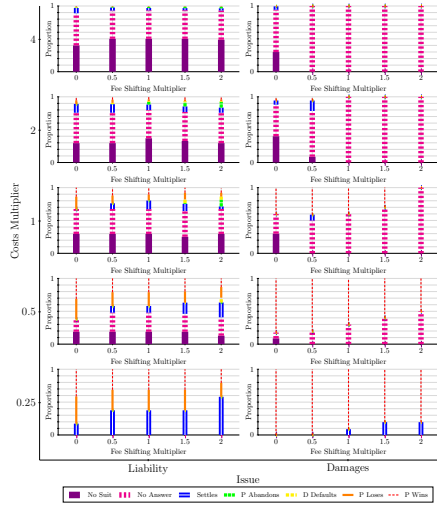 1
0
0 0.5 1 1.5 2
Proportion
Fee Shifting Multiplier
1
0
0 0.5 1 1.5 2
Proportion
Fee Shifting Multiplier
4
1
0
0 0.5 1 1.5 2
Proportion
Fee Shifting Multiplier
1
0
0 0.5 1 1.5 2
Proportion
Fee Shifting Multiplier
2
1
0
0 0.5 1 1.5 2
Proportion
Fee Shifting Multiplier
1
0
0 0.5 1 1.5 2
Proportion
Fee Shifting Multiplier
1
Costs Multiplier
1
0
0 0.5 1 1.5 2
Proportion
Fee Shifting Multiplier
1
0
0 0.5 1 1.5 2
Proportion
Fee Shifting Multiplier
0.5
1
0
0 0.5 1 1.5 2
Proportion
Fee Shifting Multiplier
1
0
0 0.5 1 1.5 2
Proportion
Fee Shifting Multiplier
0.25
Liability Damages
Issue
No Suit No Answer Settles P Abandons D Defaults P Loses P Wins